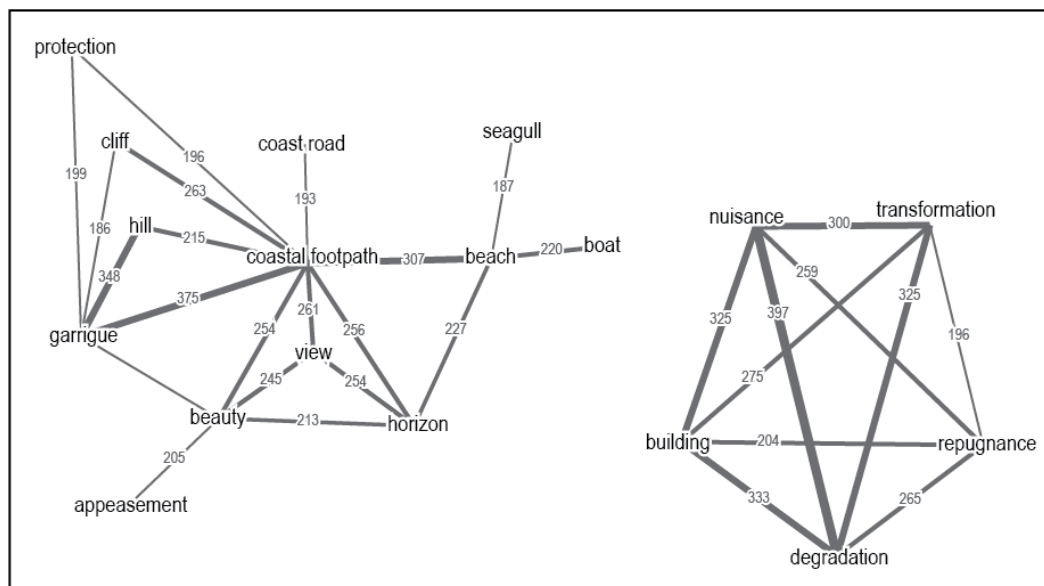 protection
cliff
coast road
seagull
196
199
263
193
187
186
hill
215
nuisance
300
transformation
coastal footpath
307
beach
220
boat
348
375
259
garrigue
254
261
256
227
325
397
325
view
196
245
254
275
beauty
213
horizon
building
204
repugnance
205
appeasement
333
265
degradation